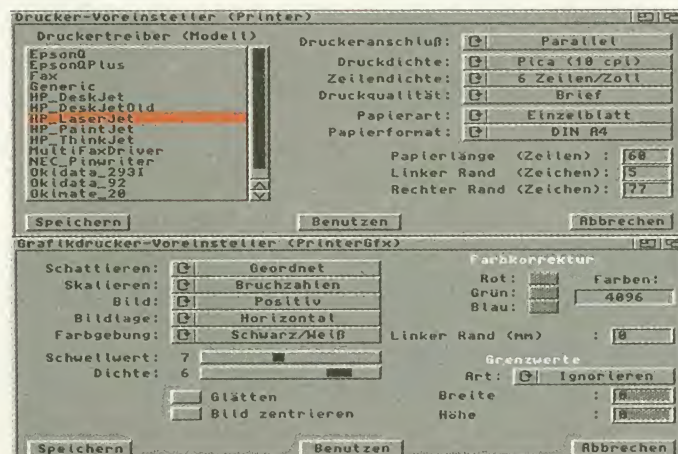 Drucker-Voreinsteller (Printer)
Druckertreiber (Modell)
EpsonQ
EpsonQPlus
Fax
Generic
HP_DeskJet
HP_DeskJetOld
HP_LaserJet
HP_PaintJet
HP_ThinkJet
MultiFaxDriver
NEC_Pinwriter
Okidata_293I
Okidata_92
Okimate_20
Druckeranschluß: Parallel
Druckdichte: Pica (10 cpi)
Zeilendichte: 6 Zeilen/Zoll
Druckqualität: Brief
Papierart: Einzelblatt
Papierformat: DIN A4
Papierlänge (Zeilen) : 60
Linker Rand (Zeichen): 5
Rechter Rand (Zeichen): 77
Speichern Benutzen Abbrechen
Grafikdrucker-Voreinsteller (PrinterGfx)
Schattieren: Geordnet
Skalieren: Bruchzahlen
Bild: Positiv
Bildlage: Horizontal
Farbgebung: Schwarz/Weiß
Schwellwert: 7
Dichte: 6
Glätten
Bild zentrieren
Farbkorrektur
Rot:
Grün:
Blau:
Farben:
4096
Linker Rand (mm) : 0
Grenzwerte
Art: Ignorieren
Breite : 0
Höhe : 0
Speichern Benutzen Abbrechen